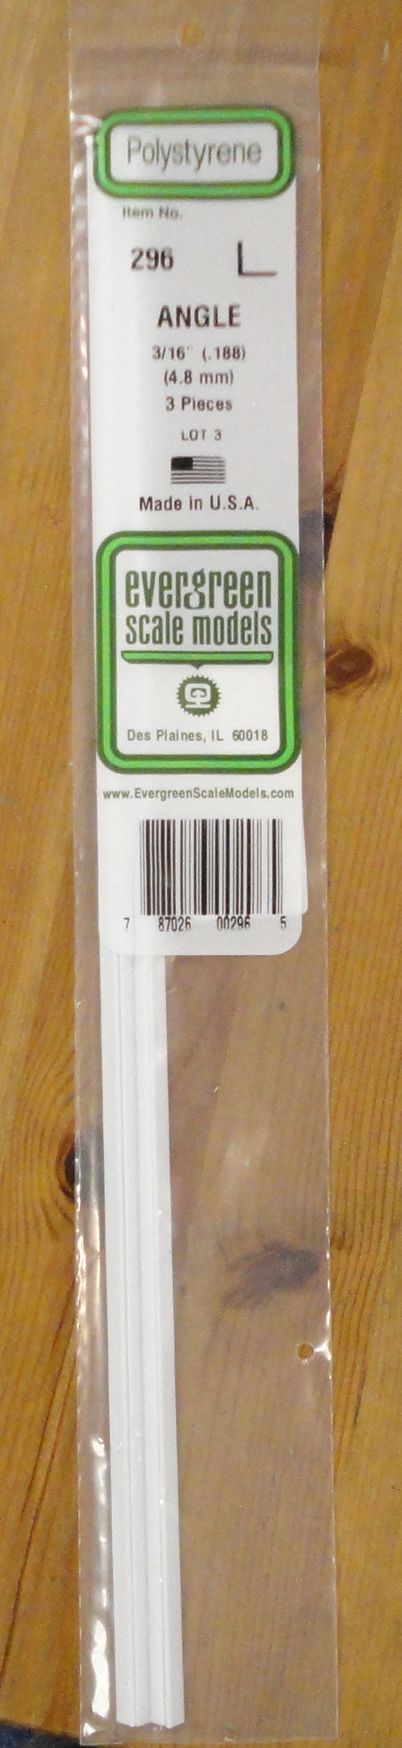 Polystyrene
Item No.
296
ANGLE
3/16" (.188)
(4.8 mm)
3 Pieces
LOT 3
Made in U.S.A.
evergreen
scale models
Des Plaines, IL 60018
www.EvergreenScaleModels.com
7 87026 00296 5